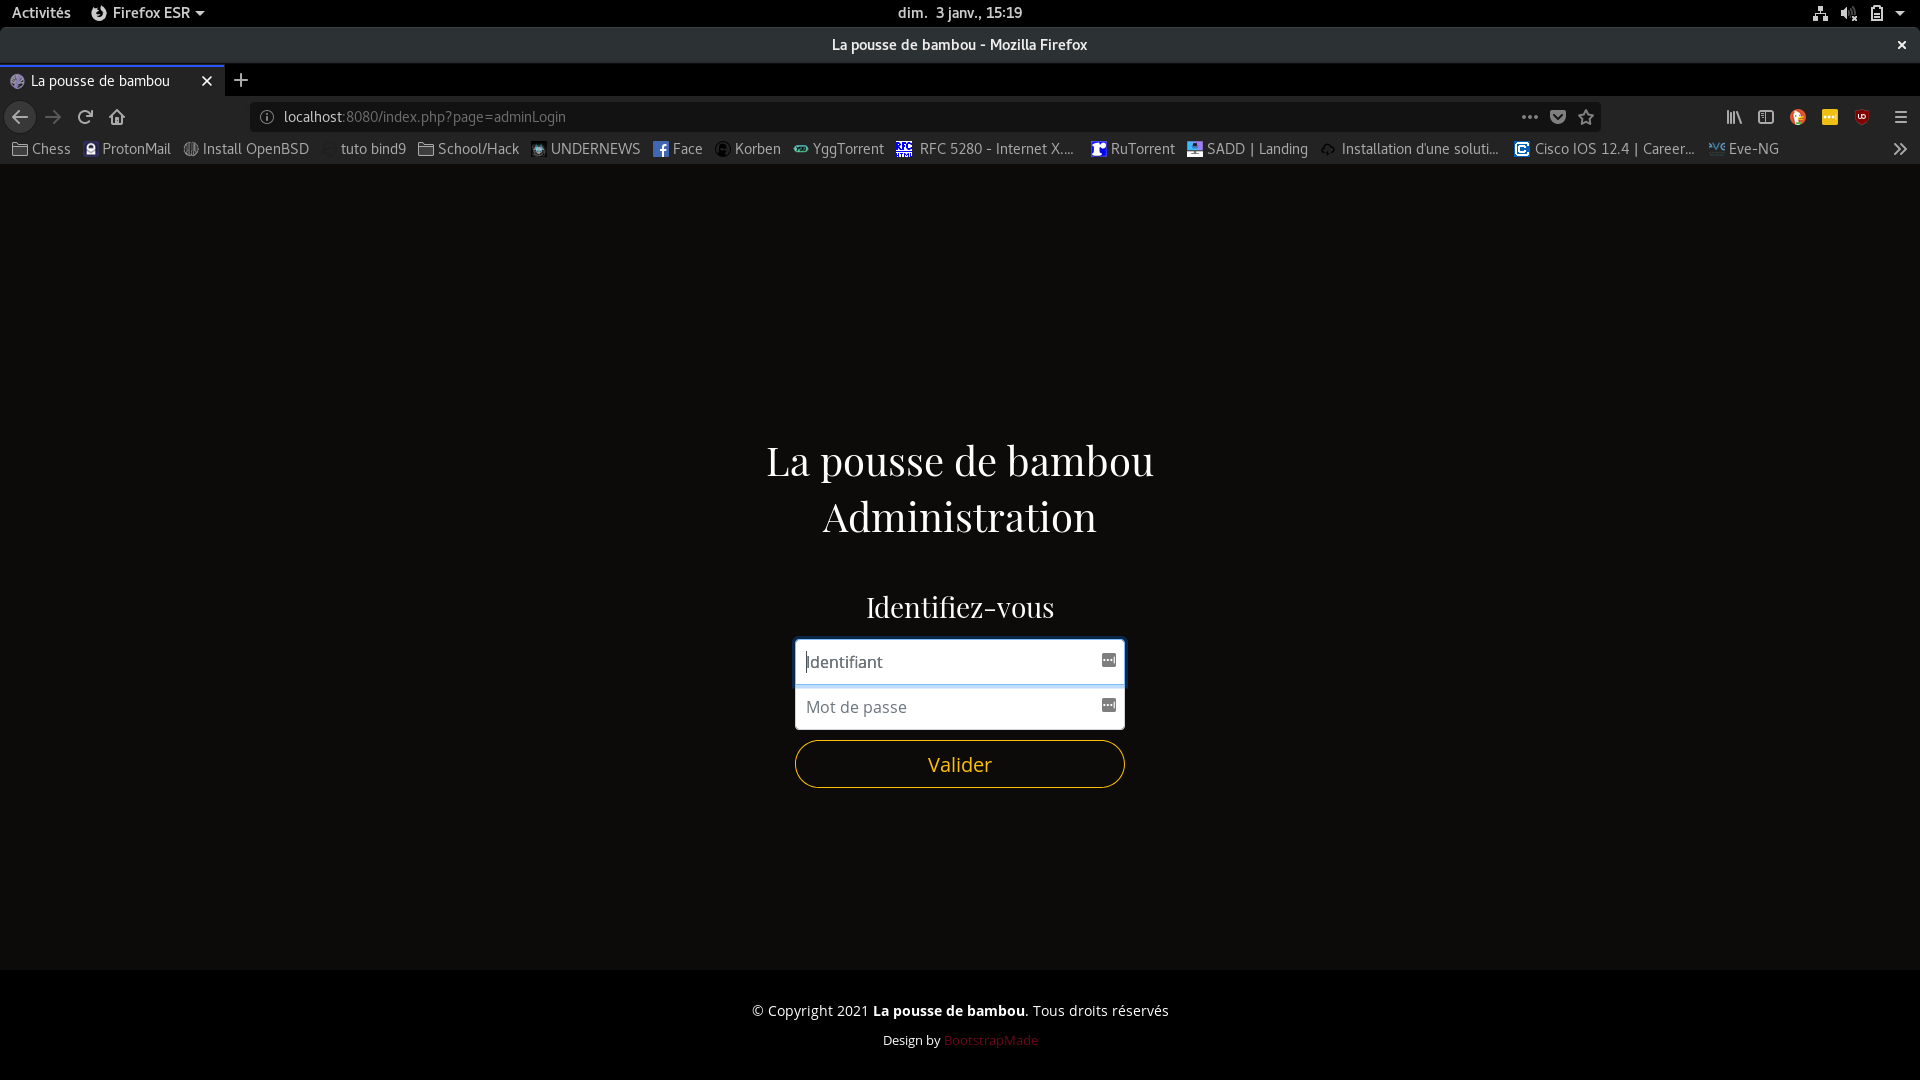 Activités Firefox ESR dim. 3 janv., 15:19
La pousse de bambou - Mozilla Firefox
La pousse de bambou
localhost:8080/index.php?page=adminLogin
Chess ProtonMail Install OpenBSD tuto bind9 School/Hack UNDERNEWS Face Korben YggTorrent RFC 5280 - Internet X.... RuTorrent SADD | Landing Installation d'une soluti... Cisco IOS 12.4 | Career... Eve-NG
La pousse de bambou
Administration
Identifiez-vous
Identifiant
Mot de passe
Valider
© Copyright 2021 La pousse de bambou. Tous droits réservés
Design by BootstrapMade